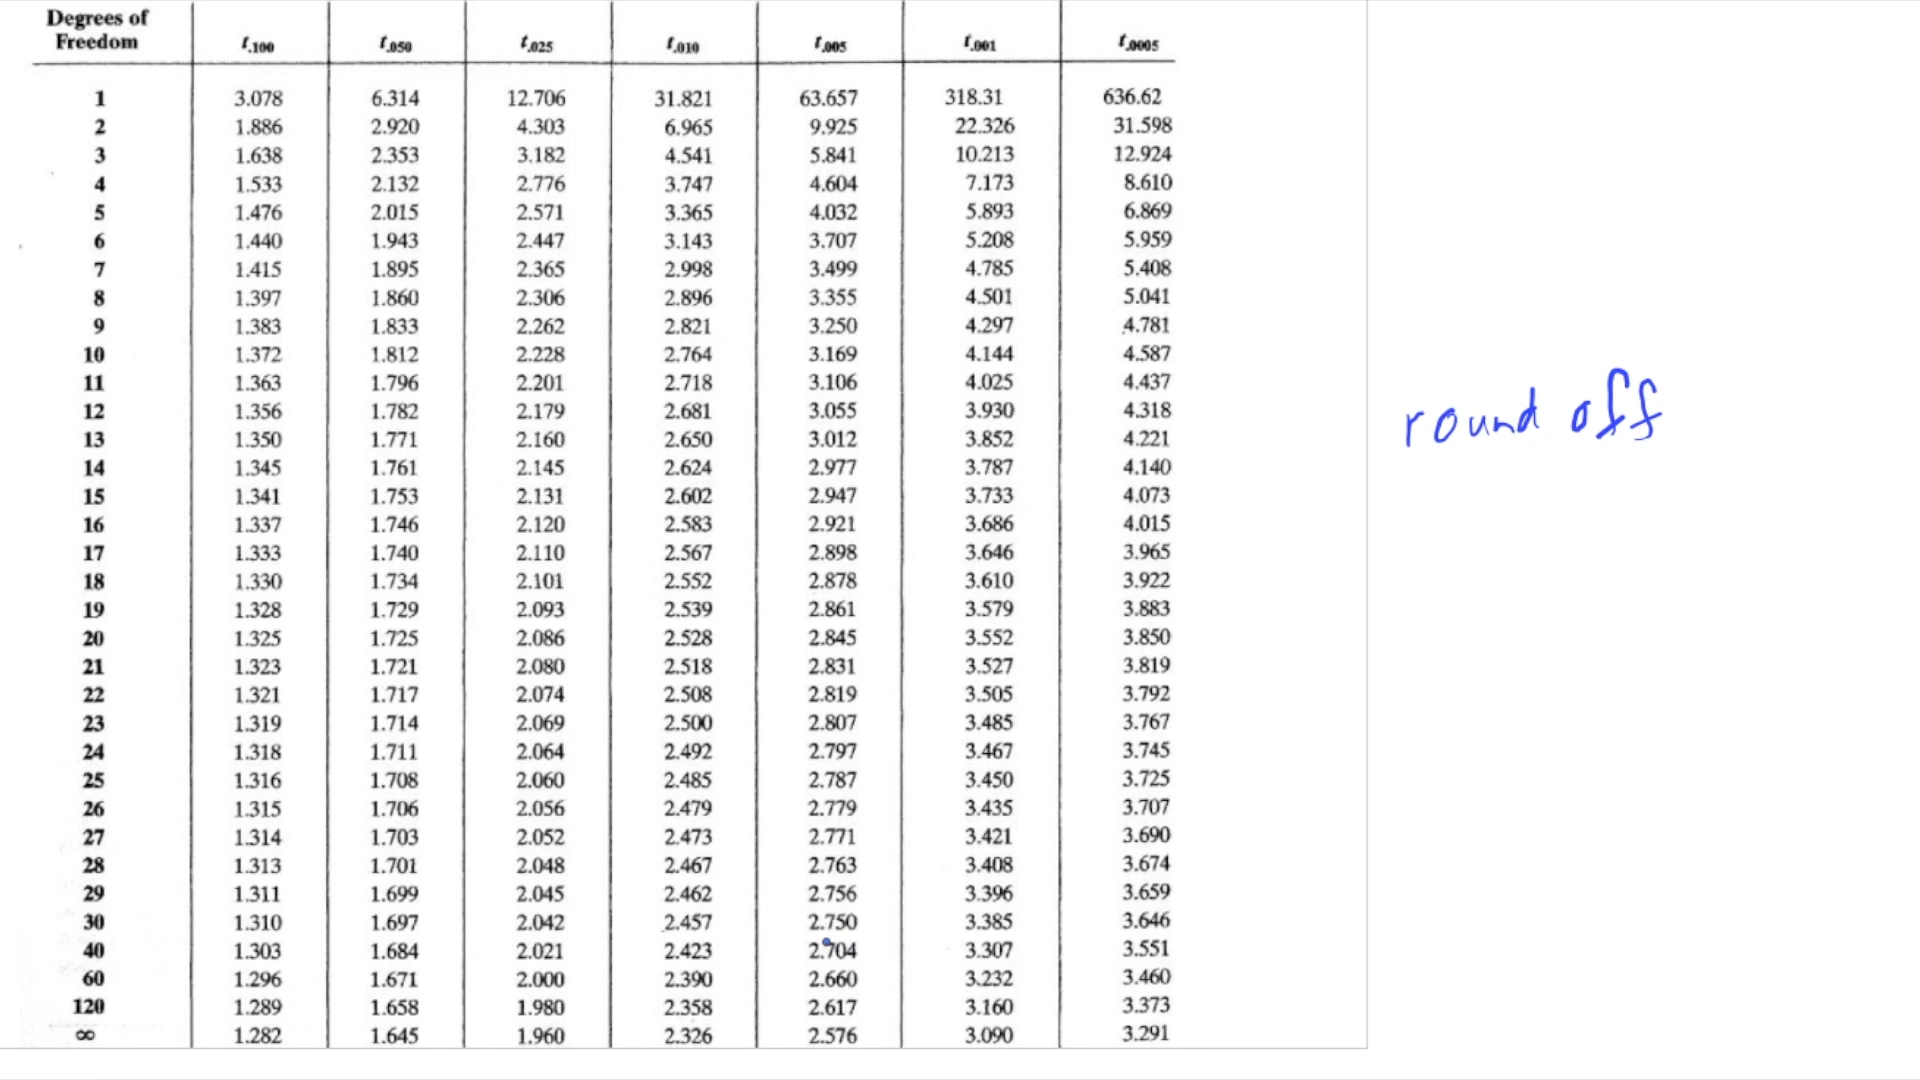 Degrees of
Freedom t.100 t.050 t.025 t.010 t.005 t.001 t.0005
1 3.078 6.314 12.706 31.821 63.657 318.31 636.62
2 1.886 2.920 4.303 6.965 9.925 22.326 31.598
3 1.638 2.353 3.182 4.541 5.841 10.213 12.924
4 1.533 2.132 2.776 3.747 4.604 7.173 8.610
5 1.476 2.015 2.571 3.365 4.032 5.893 6.869
6 1.440 1.943 2.447 3.143 3.707 5.208 5.959
7 1.415 1.895 2.365 2.998 3.499 4.785 5.408
8 1.397 1.860 2.306 2.896 3.355 4.501 5.041
9 1.383 1.833 2.262 2.821 3.250 4.297 4.781
10 1.372 1.812 2.228 2.764 3.169 4.144 4.587
11 1.363 1.796 2.201 2.718 3.106 4.025 4.437
12 1.356 1.782 2.179 2.681 3.055 3.930 4.318
13 1.350 1.771 2.160 2.650 3.012 3.852 4.221
14 1.345 1.761 2.145 2.624 2.977 3.787 4.140
15 1.341 1.753 2.131 2.602 2.947 3.733 4.073
16 1.337 1.746 2.120 2.583 2.921 3.686 4.015
17 1.333 1.740 2.110 2.567 2.898 3.646 3.965
18 1.330 1.734 2.101 2.552 2.878 3.610 3.922
19 1.328 1.729 2.093 2.539 2.861 3.579 3.883
20 1.325 1.725 2.086 2.528 2.845 3.552 3.850
21 1.323 1.721 2.080 2.518 2.831 3.527 3.819
22 1.321 1.717 2.074 2.508 2.819 3.505 3.792
23 1.319 1.714 2.069 2.500 2.807 3.485 3.767
24 1.318 1.711 2.064 2.492 2.797 3.467 3.745
25 1.316 1.708 2.060 2.485 2.787 3.450 3.725
26 1.315 1.706 2.056 2.479 2.779 3.435 3.707
27 1.314 1.703 2.052 2.473 2.771 3.421 3.690
28 1.313 1.701 2.048 2.467 2.763 3.408 3.674
29 1.311 1.699 2.045 2.462 2.756 3.396 3.659
30 1.310 1.697 2.042 2.457 2.750 3.385 3.646
40 1.303 1.684 2.021 2.423 2.704 3.307 3.551
60 1.296 1.671 2.000 2.390 2.660 3.232 3.460
120 1.289 1.658 1.980 2.358 2.617 3.160 3.373
∞ 1.282 1.645 1.960 2.326 2.576 3.090 3.291
round off